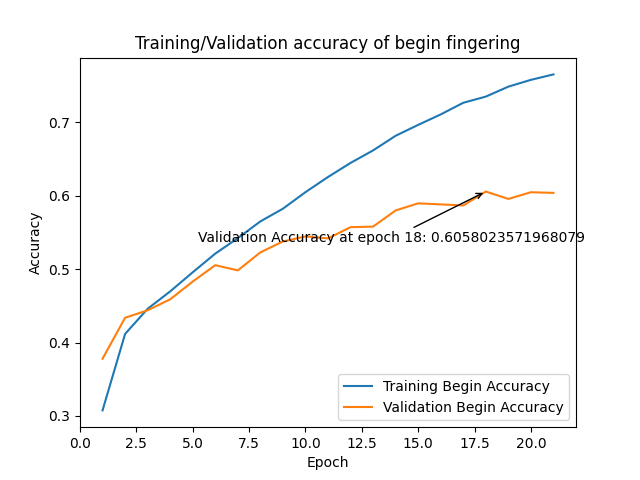 Training/Validation accuracy of begin fingering
Accuracy
0.7
0.6
0.5
0.4
0.3
Validation Accuracy at epoch 18: 0.6058023571968079
Training Begin Accuracy
Validation Begin Accuracy
0.0 2.5 5.0 7.5 10.0 12.5 15.0 17.5 20.0
Epoch